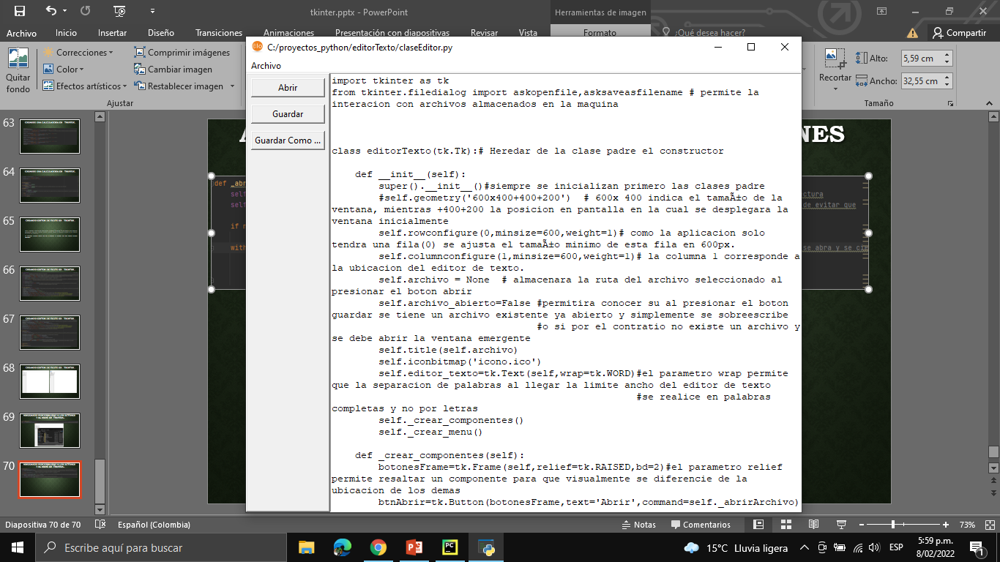 tkinter.pptx - PowerPoint
Herramientas de imagen
Archivo
Inicio
Insertar
Diseño
Transiciones
Animaciones
Presentación con diapositivas
Revisar
Vista
Formato
¿Qué desea hacer?
Compartir
Quitar fondo
Correcciones
Color
Efectos artísticos
Comprimir imágenes
Cambiar imagen
Restablecer imagen
Ajustar
Recortar
Alto: 5,59 cm
Ancho: 32,55 cm
Tamaño
C:/proyectos_python/editorTexto/claseEditor.py
Archivo
Abrir
Guardar
Guardar Como ...
import tkinter as tk
from tkinter.filedialog import askopenfile,asksaveasfilename # permite la
interacion con archivos almacenados en la maquina
class editorTexto(tk.Tk):# Heredar de la clase padre el constructor
def __init__(self):
super().__init__()#siempre se inicializan primero las clases padre
#self.geometry('600x400+400+200')  # 600x 400 indica el tamaÃ±o de la
ventana, mientras +400+200 la posicion en pantalla en la cual se desplegara la
ventana inicialmente
self.rowconfigure(0,minsize=600,weight=1)# como la aplicacion solo
tendra una fila(0) se ajusta el tamaÃ±o minimo de esta fila en 600px.
self.columnconfigure(1,minsize=600,weight=1)# la columna 1 corresponde a
la ubicacion del editor de texto.
self.archivo = None  # almacenara la ruta del archivo seleccionado al
presionar el boton abrir
self.archivo_abierto=False #permitira conocer su al presionar el boton
guardar se tiene un archivo existente ya abierto y simplemente se sobreescribe
#o si por el contratio no existe un archivo y
se debe abrir la ventana emergente
self.title(self.archivo)
self.iconbitmap('icono.ico')
self.editor_texto=tk.Text(self,wrap=tk.WORD)#el parametro wrap permite
que la separacion de palabras al llegar la limite ancho del editor de texto
#se realice en palabras
completas y no por letras
self._crear_componentes()
self._crear_menu()
def _crear_componentes(self):
botonesFrame=tk.Frame(self,relief=tk.RAISED,bd=2)#el parametro relief
permite resaltar un componente para que visualmente se diferencie de la
ubicacion de los demas
btnAbrir=tk.Button(botonesFrame,text='Abrir',command=self._abrirArchivo)
NES
def _abr
self
self
if n
with
ctura
de evitar que
se abra y se cie
63
64
65
66
67
68
69
70
Diapositiva 70 de 70
Español (Colombia)
Notas
Comentarios
73%
Escribe aquí para buscar
15°C Lluvia ligera
ESP
5:59 p.m.
8/02/2022
1